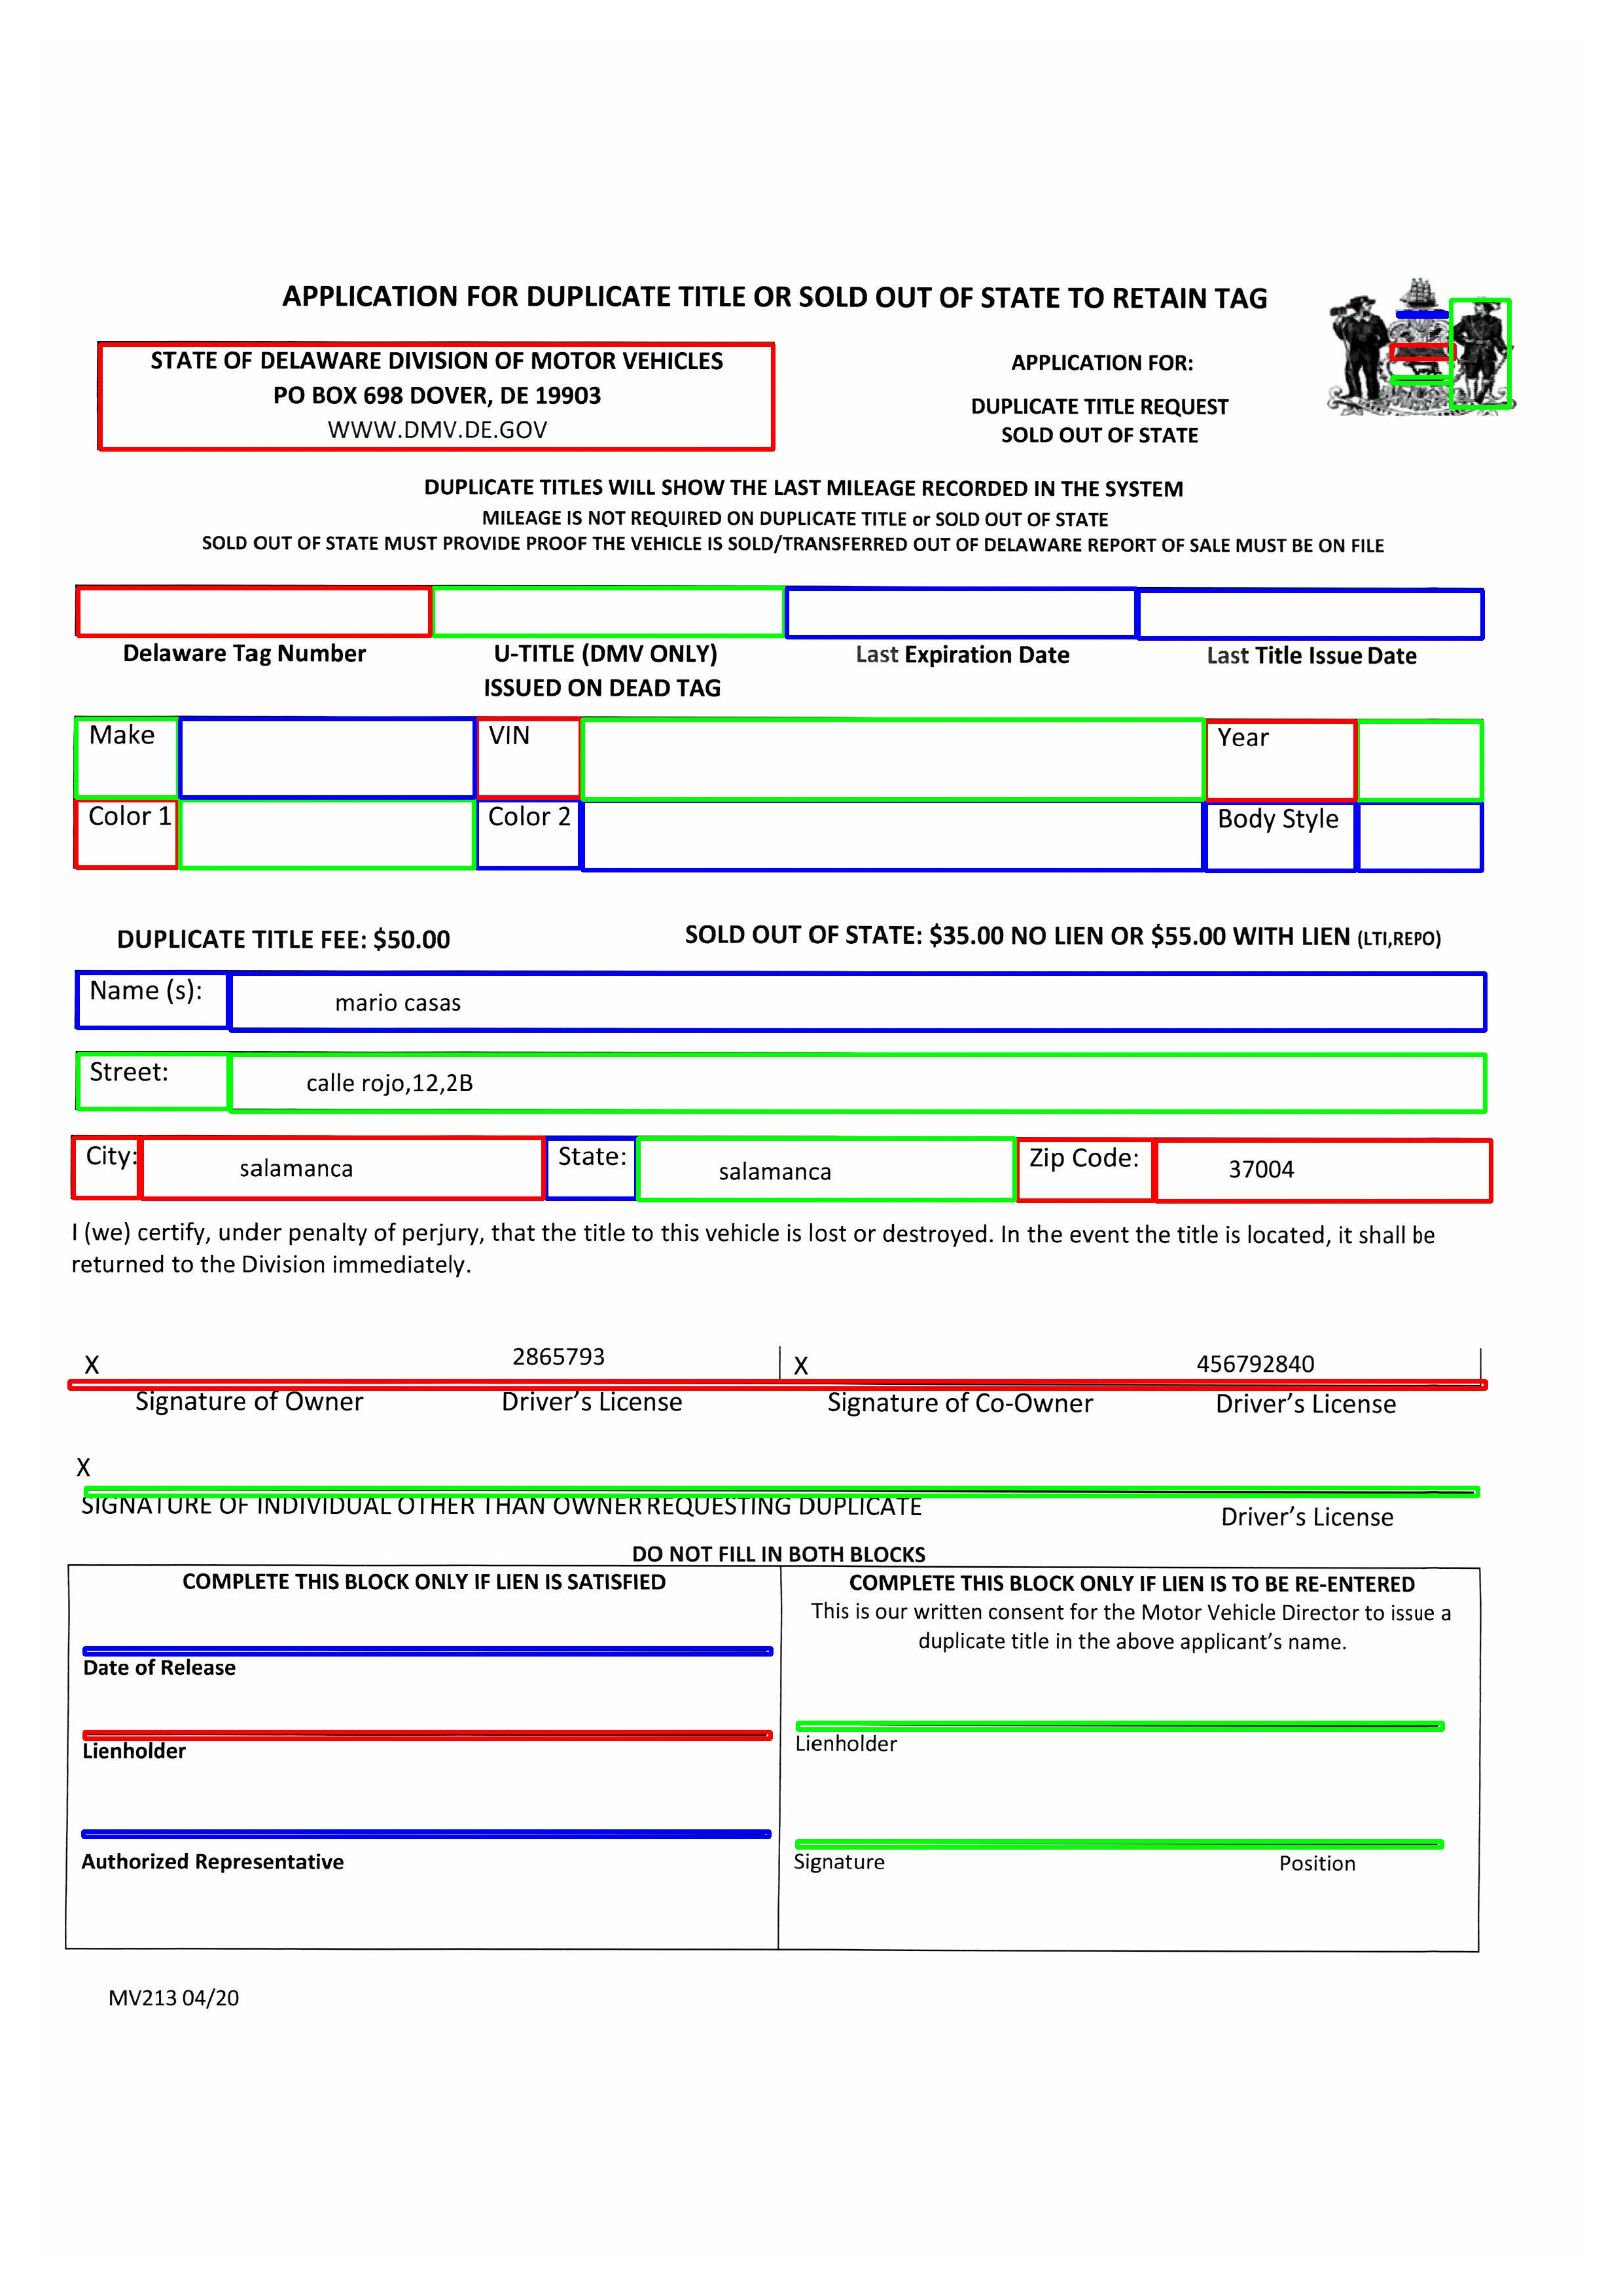 APPLICATION FOR DUPLICATE TITLE OR SOLD OUT OF STATE TO RETAIN TAG
STATE OF DELAWARE DIVISION OF MOTOR VEHICLES
PO BOX 698 DOVER, DE 19903
WWW.DMV.DE.GOV
APPLICATION FOR:
DUPLICATE TITLE REQUEST
SOLD OUT OF STATE
DUPLICATE TITLES WILL SHOW THE LAST MILEAGE RECORDED IN THE SYSTEM
MILEAGE IS NOT REQUIRED ON DUPLICATE TITLE or SOLD OUT OF STATE
SOLD OUT OF STATE MUST PROVIDE PROOF THE VEHICLE IS SOLD/TRANSFERRED OUT OF DELAWARE REPORT OF SALE MUST BE ON FILE
Delaware Tag Number U-TITLE (DMV ONLY) Last Expiration Date Last Title Issue Date
ISSUED ON DEAD TAG
Make VIN Year
Color 1 Color 2 Body Style
DUPLICATE TITLE FEE: $50.00 SOLD OUT OF STATE: $35.00 NO LIEN OR $55.00 WITH LIEN (LTI,REPO)
Name (s): mario casas
Street: calle rojo,12,2B
City: salamanca State: salamanca Zip Code: 37004
I (we) certify, under penalty of perjury, that the title to this vehicle is lost or destroyed. In the event the title is located, it shall be
returned to the Division immediately.
X 2865793 X 456792840
Signature of Owner Driver's License Signature of Co-Owner Driver's License
X
SIGNATURE OF INDIVIDUAL OTHER THAN OWNER REQUESTING DUPLICATE Driver's License
DO NOT FILL IN BOTH BLOCKS
COMPLETE THIS BLOCK ONLY IF LIEN IS SATISFIED
Date of Release
Lienholder
Authorized Representative
COMPLETE THIS BLOCK ONLY IF LIEN IS TO BE RE-ENTERED
This is our written consent for the Motor Vehicle Director to issue a
duplicate title in the above applicant's name.
Lienholder
Signature Position
MV213 04/20